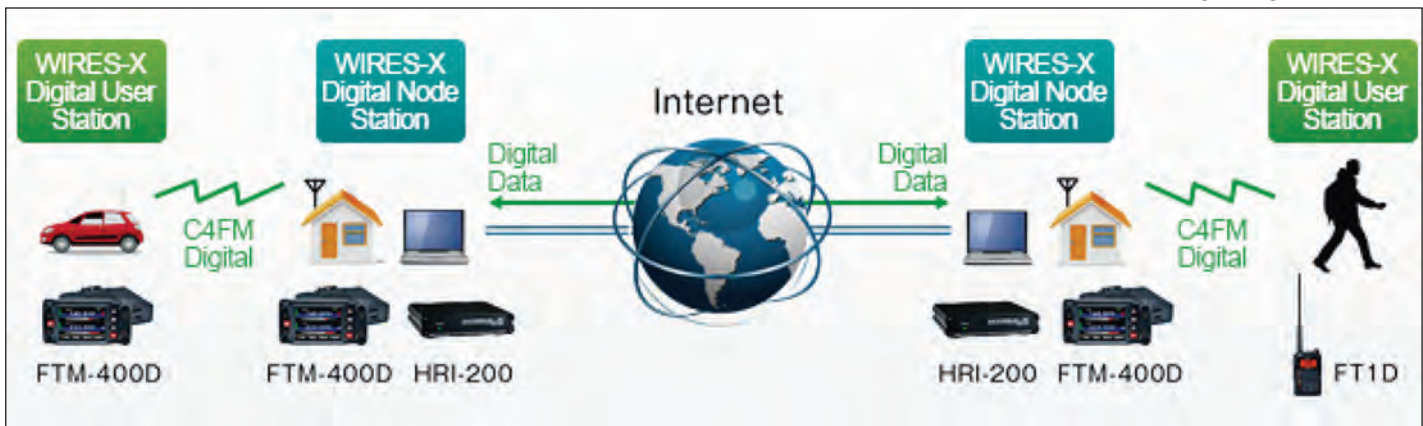 WIRES-X
Digital User
Station
WIRES-X
Digital Node
Station
Internet
WIRES-X
Digital Node
Station
WIRES-X
Digital User
Station
Digital
Data
Digital
Data
C4FM
Digital
C4FM
Digital
FTM-400D
FTM-400D
HRI-200
HRI-200
FTM-400D
FT1D